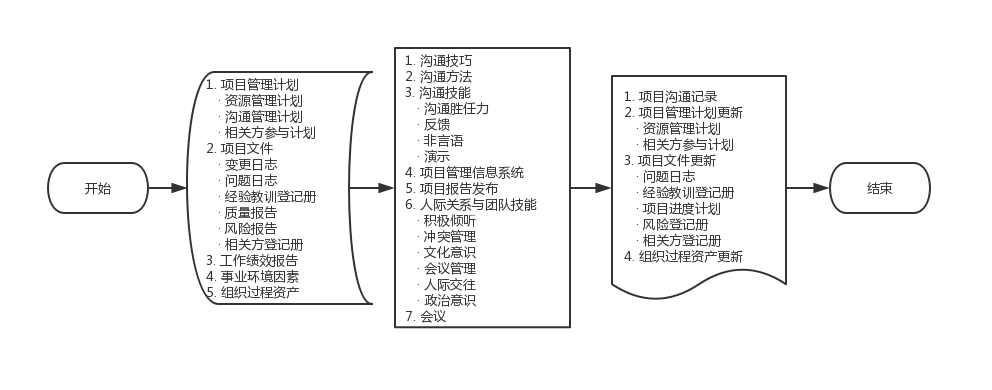 开始
1. 项目管理计划
· 资源管理计划
· 沟通管理计划
· 相关方参与计划
2. 项目文件
· 变更日志
· 问题日志
· 经验教训登记册
· 质量报告
· 风险报告
· 相关方登记册
3. 工作绩效报告
4. 事业环境因素
5. 组织过程资产
1. 沟通技巧
2. 沟通方法
3. 沟通技能
· 沟通胜任力
· 反馈
· 非言语
· 演示
4. 项目管理信息系统
5. 项目报告发布
6. 人际关系与团队技能
· 积极倾听
· 冲突管理
· 文化意识
· 会议管理
· 人际交往
· 政治意识
7. 会议
1. 项目沟通记录
2. 项目管理计划更新
· 资源管理计划
· 相关方参与计划
3. 项目文件更新
· 问题日志
· 经验教训登记册
· 项目进度计划
· 风险登记册
· 相关方登记册
4. 组织过程资产更新
结束